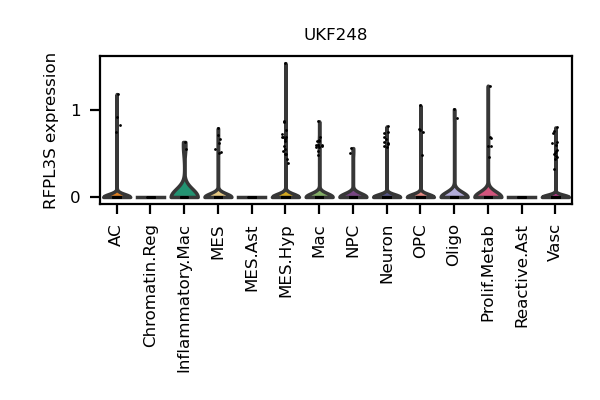 UKF248
RFPL3S expression
1
0
AC
Chromatin.Reg
Inflammatory.Mac
MES
MES.Ast
MES.Hyp
Mac
NPC
Neuron
OPC
Oligo
Prolif.Metab
Reactive.Ast
Vasc